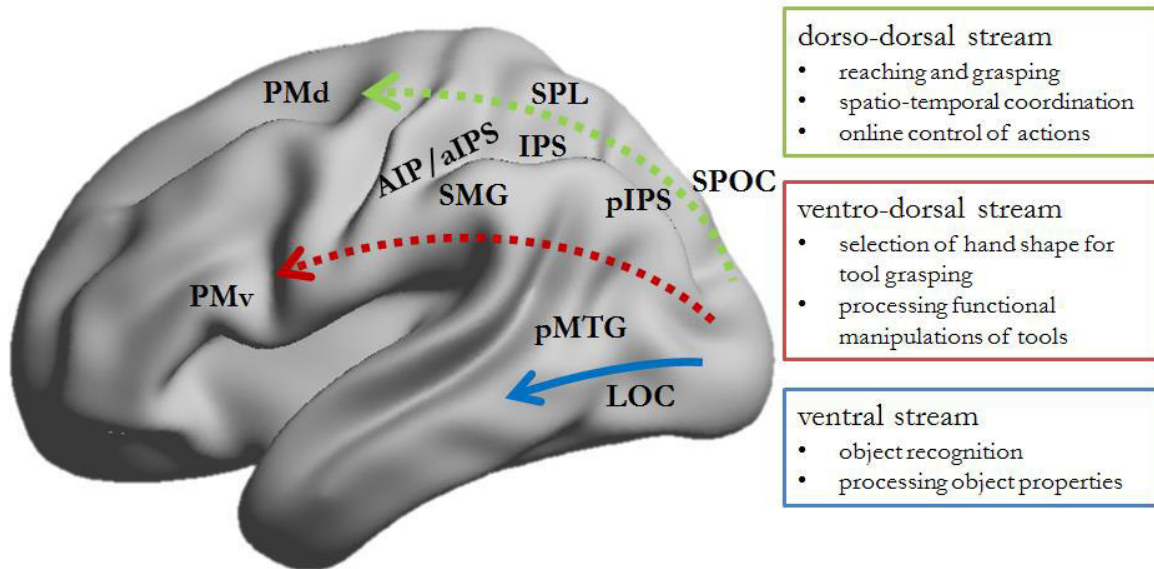 PMd
SPL
AIP / aIPS
IPS
SMG
pIPS
SPOC
PMv
pMTG
LOC
dorso-dorsal stream
• reaching and grasping
• spatio-temporal coordination
• online control of actions
ventro-dorsal stream
• selection of hand shape for
tool grasping
• processing functional
manipulations of tools
ventral stream
• object recognition
• processing object properties